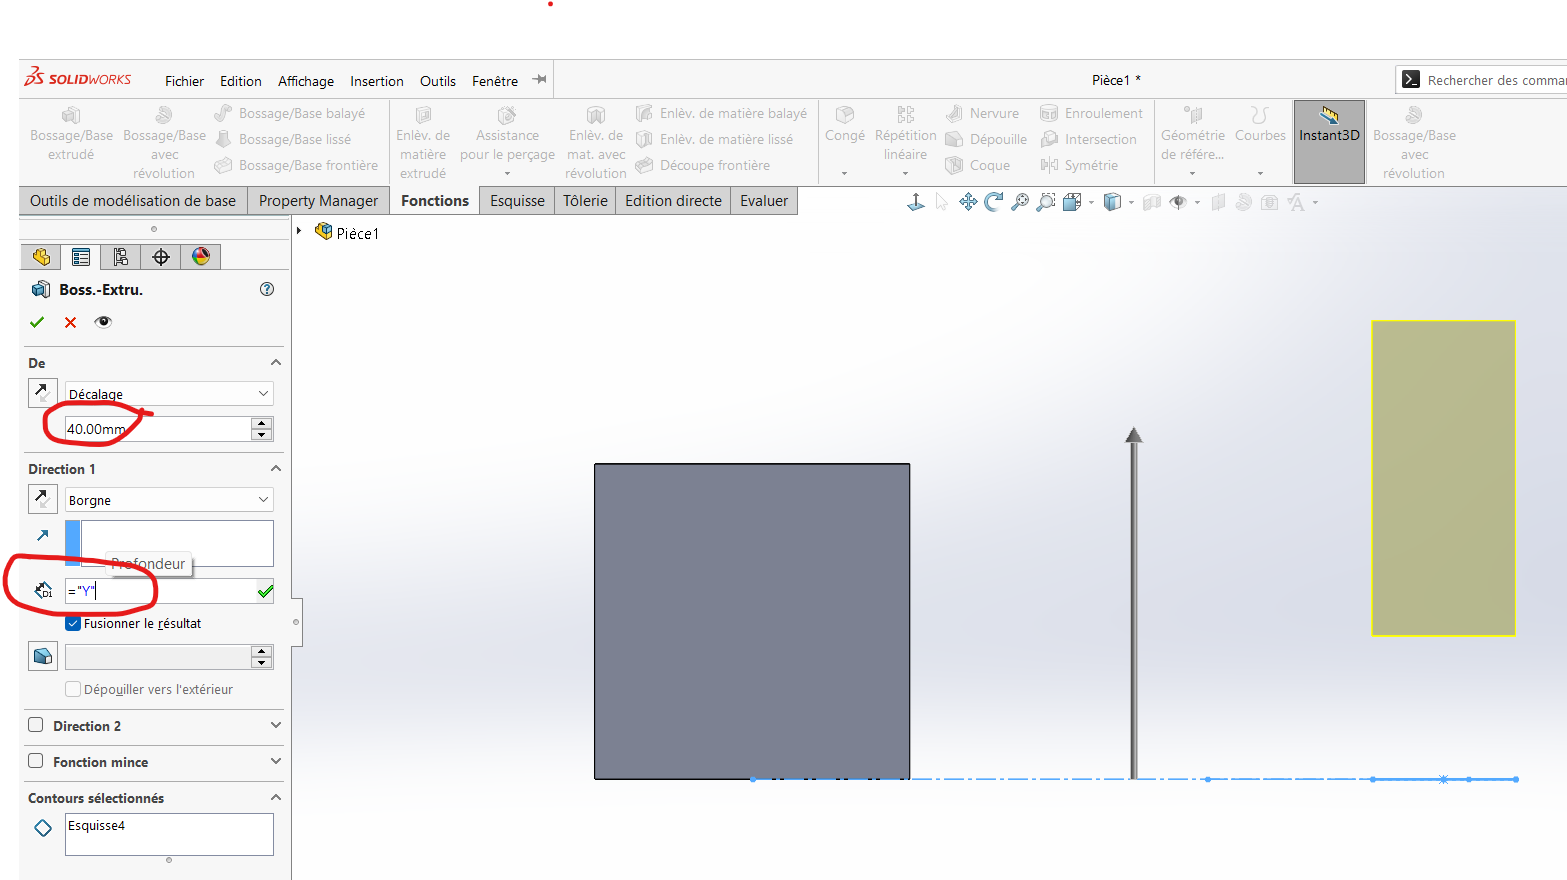 SOLIDWORKS Fichier Edition Affichage Insertion Outils Fenêtre Pièce1 * Rechercher des comma
Bossage/Base extrudé
Bossage/Base avec révolution
Bossage/Base balayé
Bossage/Base lissé
Bossage/Base frontière
Enlèv. de matière extrudé
Assistance pour le perçage
Enlèv. de mat. avec révolution
Enlèv. de matière balayé
Enlèv. de matière lissé
Découpe frontière
Congé
Répétition linéaire
Nervure
Dépouille
Coque
Enroulement
Intersection
Symétrie
Géométrie de référe...
Courbes
Instant3D
Bossage/Base avec révolution
Outils de modélisation de base Property Manager Fonctions Esquisse Tôlerie Edition directe Evaluer
Pièce1
Boss.-Extru.
De
Décalage
40.00mm
Direction 1
Borgne
Profondeur
D1 ="Y"
Fusionner le résultat
Dépouiller vers l'extérieur
Direction 2
Fonction mince
Contours sélectionnés
Esquisse4